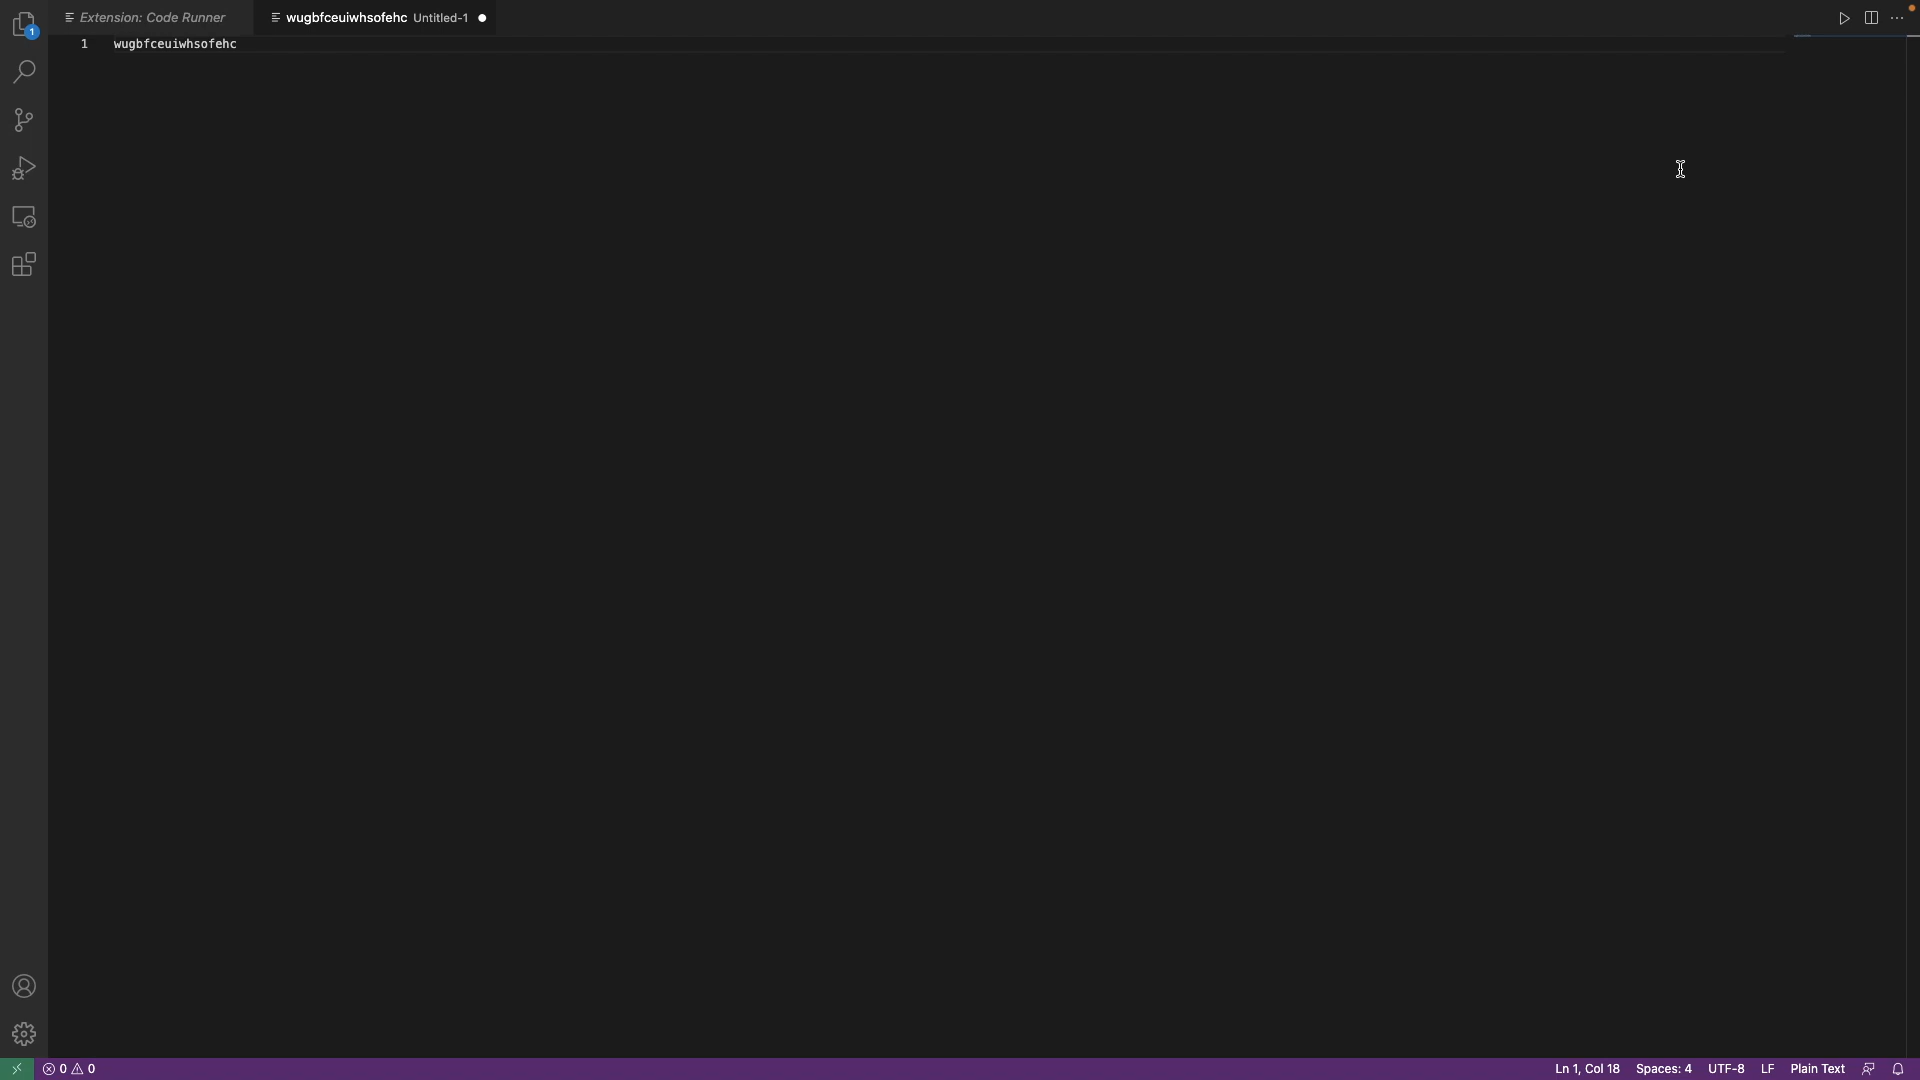 Extension: Code Runner
wugbfceuiwhsofehc Untitled-1
1
1 wugbfceuiwhsofehc
0 0
Ln 1, Col 18 Spaces: 4 UTF-8 LF Plain Text